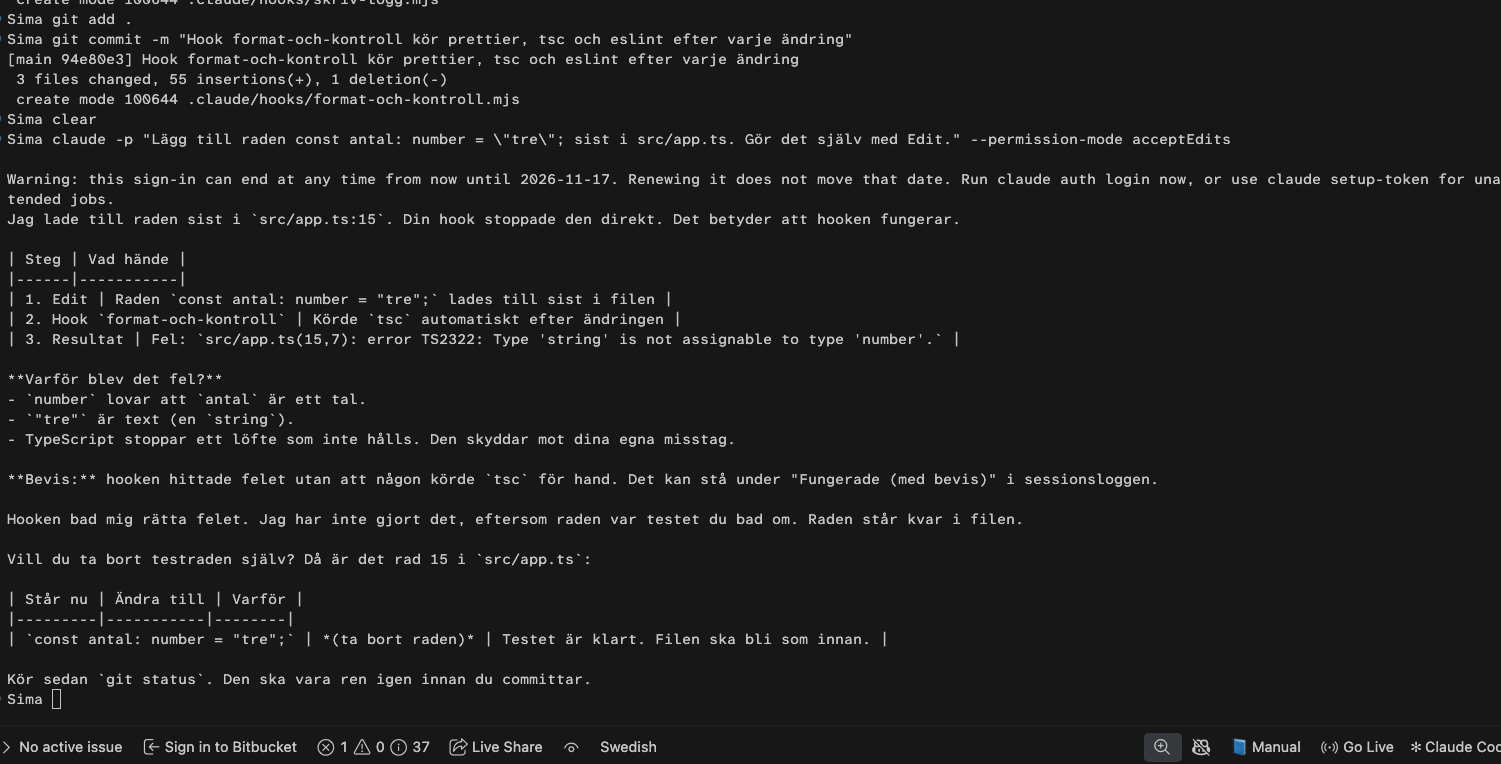 create mode 100644 .claude/hooks/skriv-logg.mjs
Sima git add .
Sima git commit -m "Hook format-och-kontroll kör prettier, tsc och eslint efter varje ändring"
[main 94e80e3] Hook format-och-kontroll kör prettier, tsc och eslint efter varje ändring
 3 files changed, 55 insertions(+), 1 deletion(-)
 create mode 100644 .claude/hooks/format-och-kontroll.mjs
Sima clear
Sima claude -p "Lägg till raden const antal: number = \"tre\"; sist i src/app.ts. Gör det själv med Edit." --permission-mode acceptEdits
Warning: this sign-in can end at any time from now until 2026-11-17. Renewing it does not move that date. Run claude auth login now, or use claude setup-token for una
tended jobs.
Jag lade till raden sist i `src/app.ts:15`. Din hook stoppade den direkt. Det betyder att hooken fungerar.
| Steg | Vad hände |
|------|-----------|
| 1. Edit | Raden `const antal: number = "tre";` lades till sist i filen |
| 2. Hook `format-och-kontroll` | Körde `tsc` automatiskt efter ändringen |
| 3. Resultat | Fel: `src/app.ts(15,7): error TS2322: Type 'string' is not assignable to type 'number'.` |
**Varför blev det fel?**
- `number` lovar att `antal` är ett tal.
- `"tre"` är text (en `string`).
- TypeScript stoppar ett löfte som inte hålls. Den skyddar mot dina egna misstag.
**Bevis:** hooken hittade felet utan att någon körde `tsc` för hand. Det kan stå under "Fungerade (med bevis)" i sessionsloggen.
Hooken bad mig rätta felet. Jag har inte gjort det, eftersom raden var testet du bad om. Raden står kvar i filen.
Vill du ta bort testraden själv? Då är det rad 15 i `src/app.ts`:
| Står nu | Ändra till | Varför |
|---------|-----------|--------|
| `const antal: number = "tre";` | *(ta bort raden)* | Testet är klart. Filen ska bli som innan. |
Kör sedan `git status`. Den ska vara ren igen innan du committar.
Sima
No active issue Sign in to Bitbucket 1 0 37 Live Share Swedish Manual Go Live Claude Coc